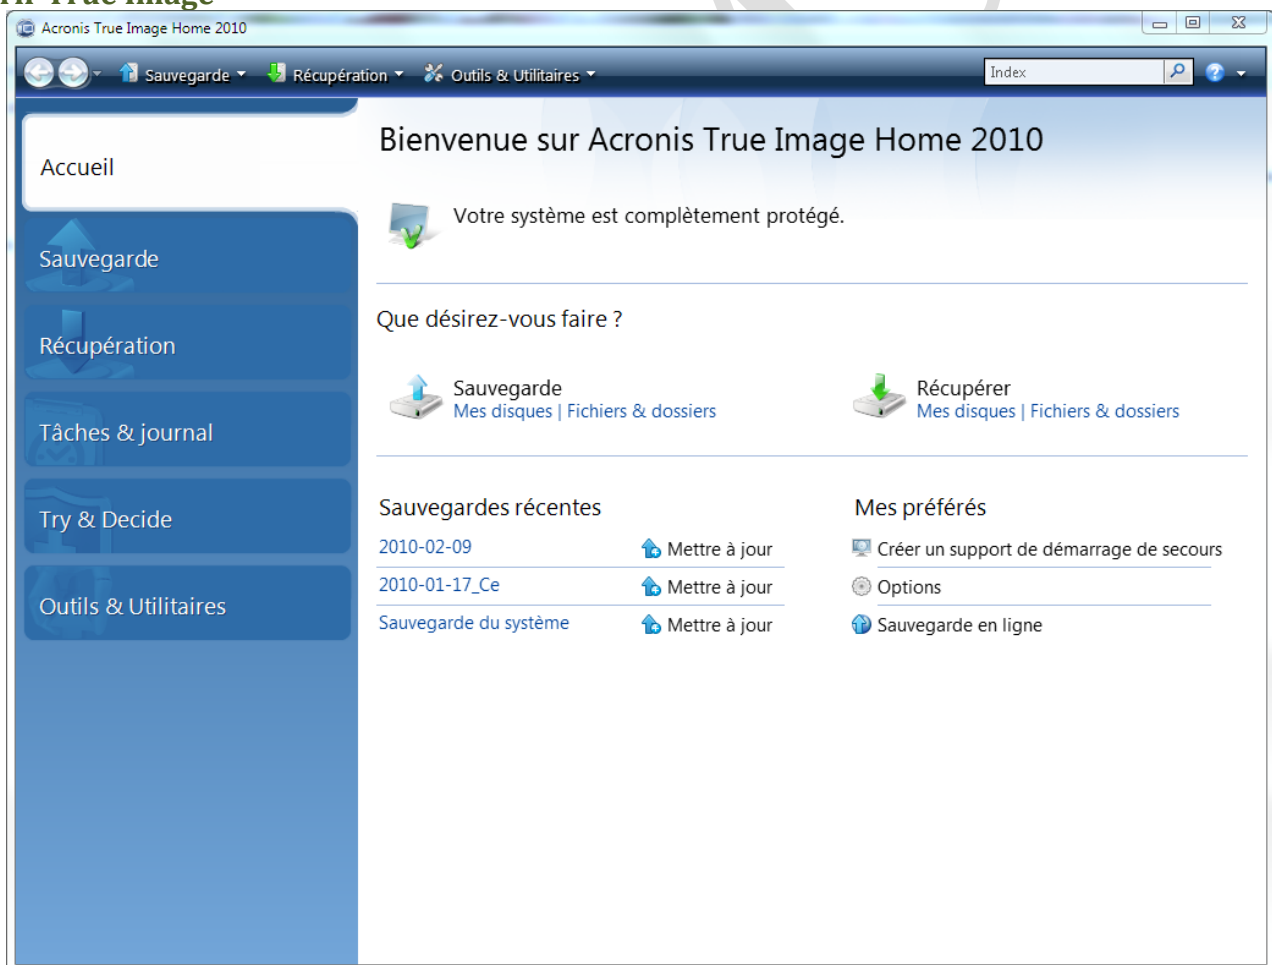 True Image
Acronis True Image Home 2010
Sauvegarde Récupération Outils & Utilitaires Index
Bienvenue sur Acronis True Image Home 2010
Accueil
Votre système est complètement protégé.
Sauvegarde
Que désirez-vous faire ?
Récupération
Sauvegarde
Mes disques | Fichiers & dossiers
Récupérer
Mes disques | Fichiers & dossiers
Tâches & journal
Try & Decide
Outils & Utilitaires
Sauvegardes récentes
2010-02-09 Mettre à jour
2010-01-17_Ce Mettre à jour
Sauvegarde du système Mettre à jour
Mes préférés
Créer un support de démarrage de secours
Options
Sauvegarde en ligne